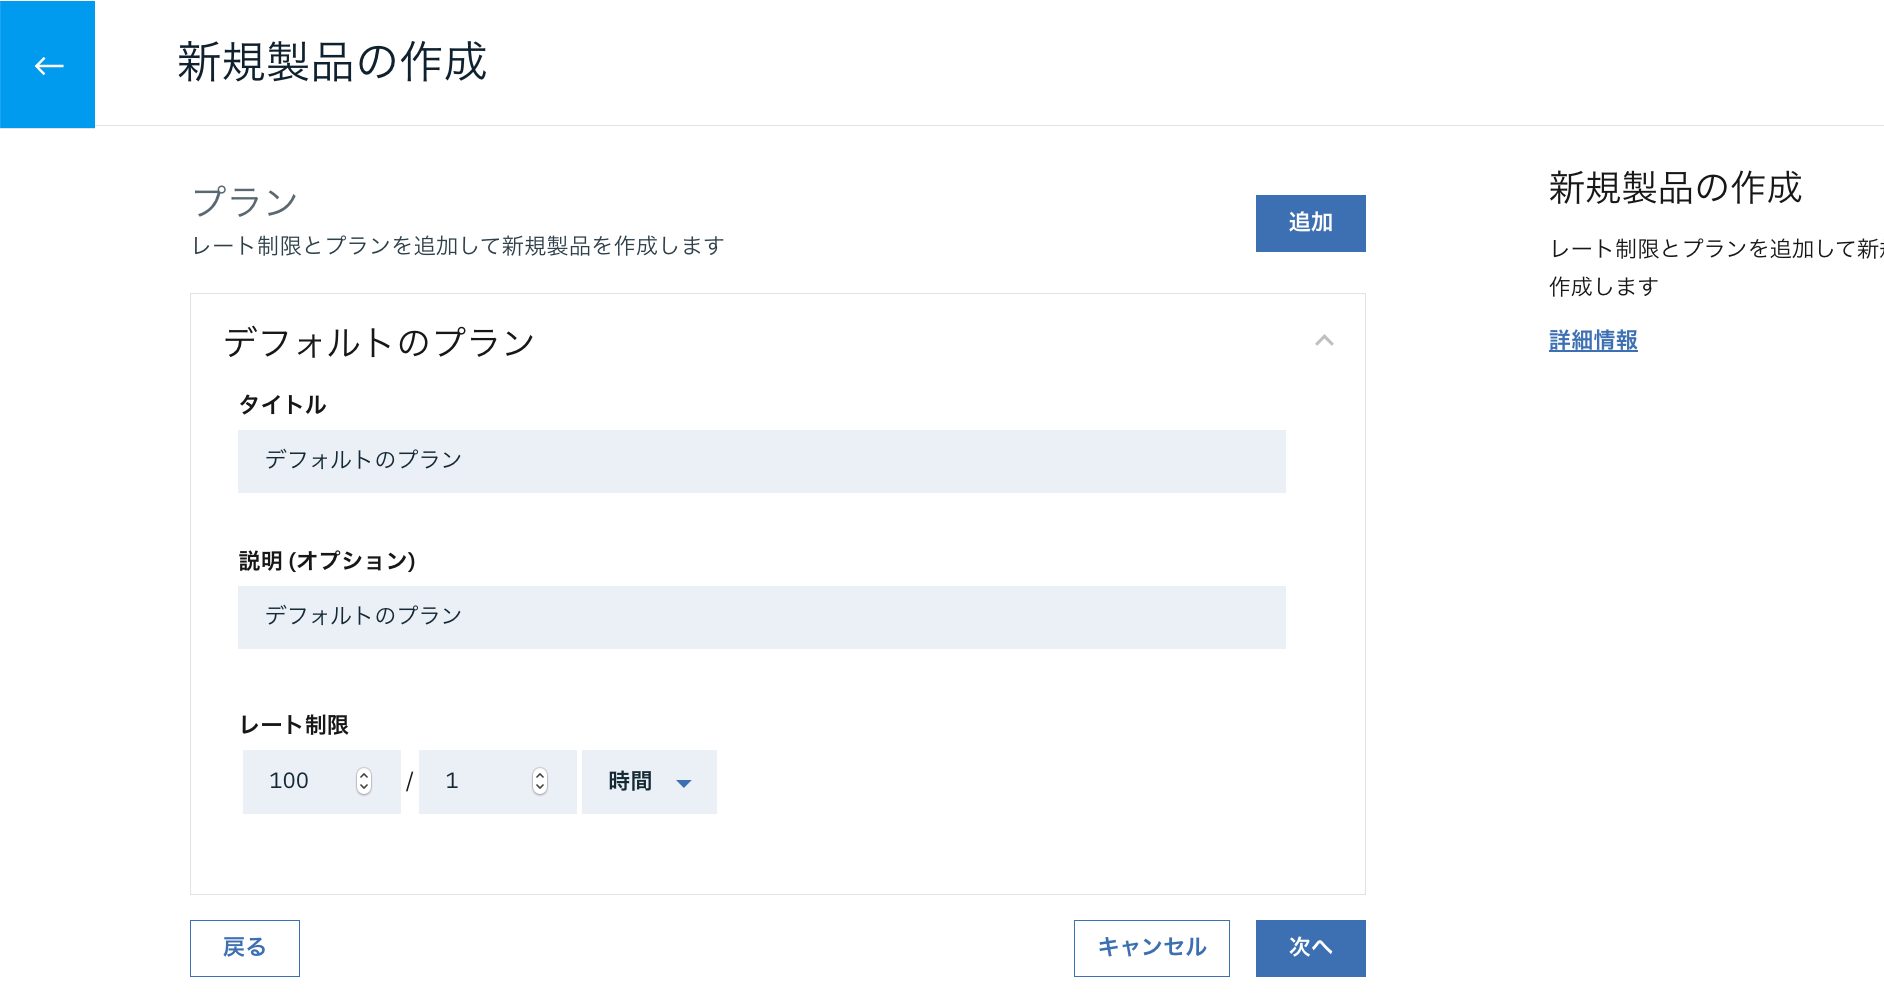 新規製品の作成
プラン
レート制限とプランを追加して新規製品を作成します
追加
デフォルトのプラン
タイトル
デフォルトのプラン
説明 (オプション)
デフォルトのプラン
レート制限
100 / 1 時間
戻る
キャンセル
次へ
新規製品の作成
レート制限とプランを追加して新
作成します
詳細情報